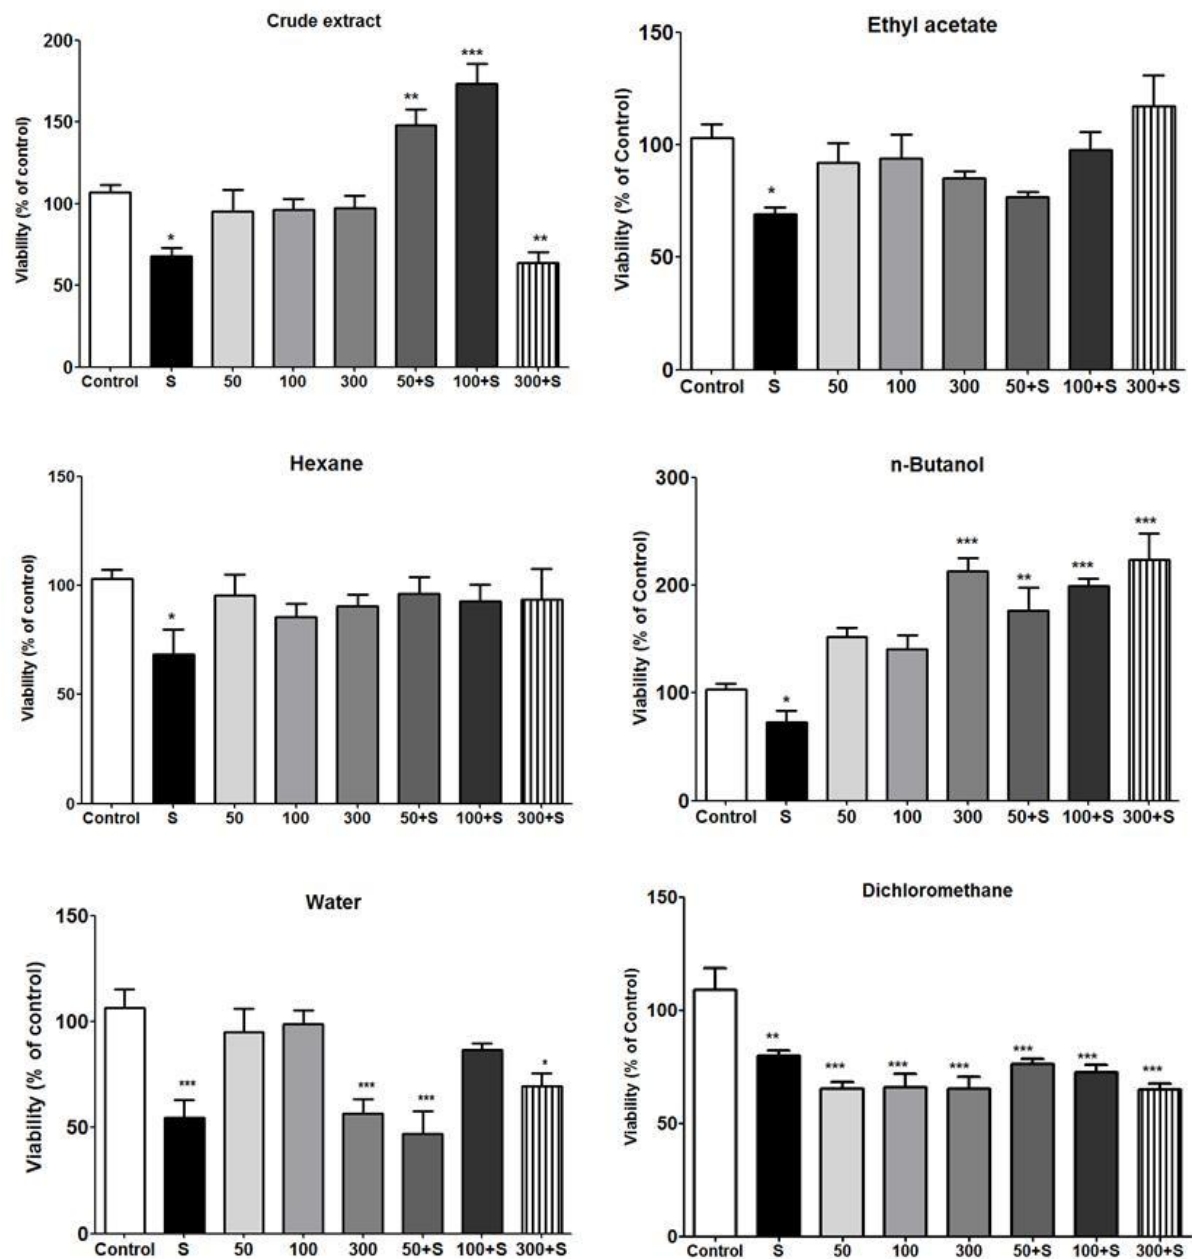 Crude extract
Viability (% of control)
200
150
100
50
0
*
**
***
**
Control S 50 100 300 50+S 100+S 300+S
Ethyl acetate
Viability (% of Control)
150
100
50
0
*
Control S 50 100 300 50+S 100+S 300+S
Hexane
Viability (% of control)
150
100
50
0
*
Control S 50 100 300 50+S 100+S 300+S
n-Butanol
Viability (% of Control)
300
200
100
0
*
***
**
***
***
Control S 50 100 300 50+S 100+S 300+S
Water
Viability (% of control)
150
100
50
0
***
***
***
*
Control S 50 100 300 50+S 100+S 300+S
Dichloromethane
Viability (% of Control)
150
100
50
0
**
***
***
***
***
***
***
Control S 50 100 300 50+S 100+S 300+S